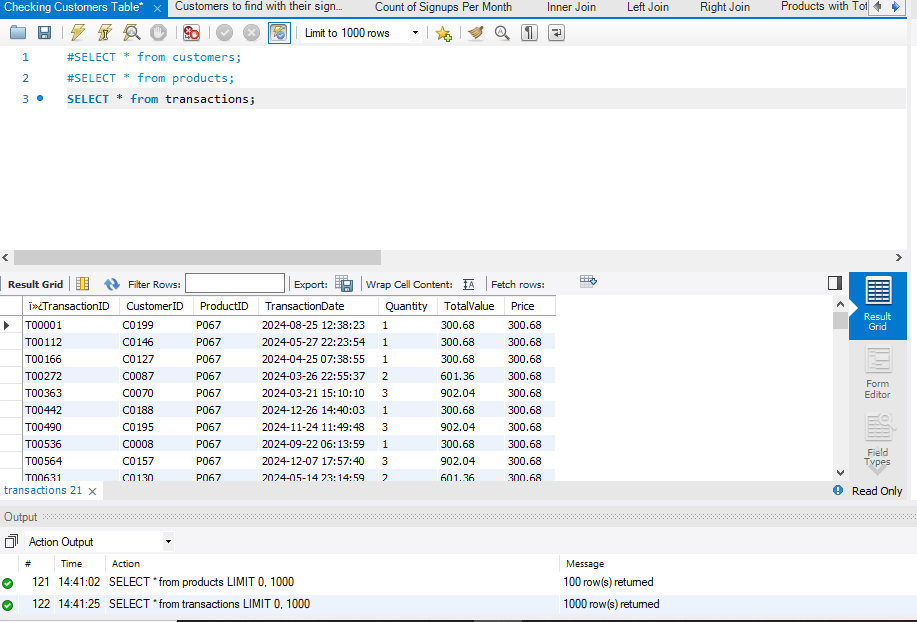 Checking Customers Table* Customers to find with their sign... Count of Signups Per Month Inner Join Left Join Right Join Products with Tot
Limit to 1000 rows
1 #SELECT * from customers;
2 #SELECT * from products;
3 SELECT * from transactions;
Result Grid Filter Rows: Export: Wrap Cell Content: IA Fetch rows:
ï»¿TransactionID CustomerID ProductID TransactionDate Quantity TotalValue Price
T00001 C0199 P067 2024-08-25 12:38:23 1 300.68 300.68
T00112 C0146 P067 2024-05-27 22:23:54 1 300.68 300.68
T00166 C0127 P067 2024-04-25 07:38:55 1 300.68 300.68
T00272 C0087 P067 2024-03-26 22:55:37 2 601.36 300.68
T00363 C0070 P067 2024-03-21 15:10:10 3 902.04 300.68
T00442 C0188 P067 2024-12-26 14:40:03 1 300.68 300.68
T00490 C0195 P067 2024-11-24 11:49:48 3 902.04 300.68
T00536 C0008 P067 2024-09-22 06:13:59 1 300.68 300.68
T00564 C0157 P067 2024-12-07 17:57:40 3 902.04 300.68
T00631 C0130 P067 2024-05-14 23:14:59 2 601.36 300.68
Result
Grid
Form
Editor
Field
Types
transactions 21 Read Only
Output
Action Output
# Time Action Message
121 14:41:02 SELECT * from products LIMIT 0, 1000 100 row(s) returned
122 14:41:25 SELECT * from transactions LIMIT 0, 1000 1000 row(s) returned